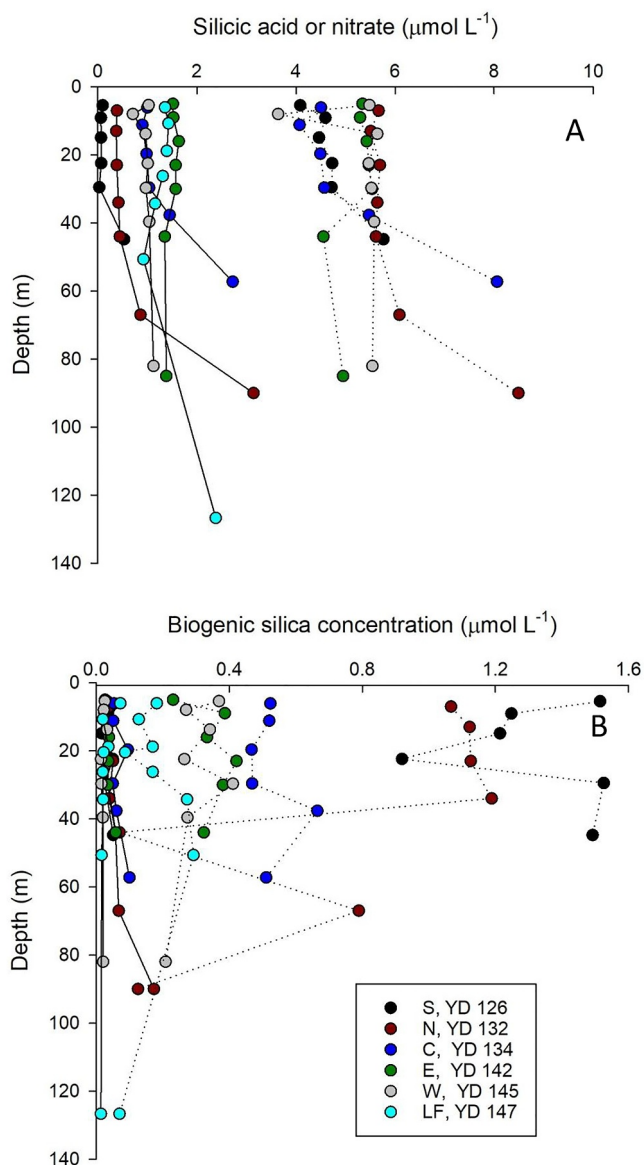 Silicic acid or nitrate (μmol L⁻¹)
0 2 4 6 8 10
0
20
40
60
80
100
120
140
Depth (m)
A
Biogenic silica concentration (μmol L⁻¹)
0.0 0.4 0.8 1.2 1.6
0
20
40
60
80
100
120
140
Depth (m)
B
S, YD 126
N, YD 132
C, YD 134
E, YD 142
W, YD 145
LF, YD 147